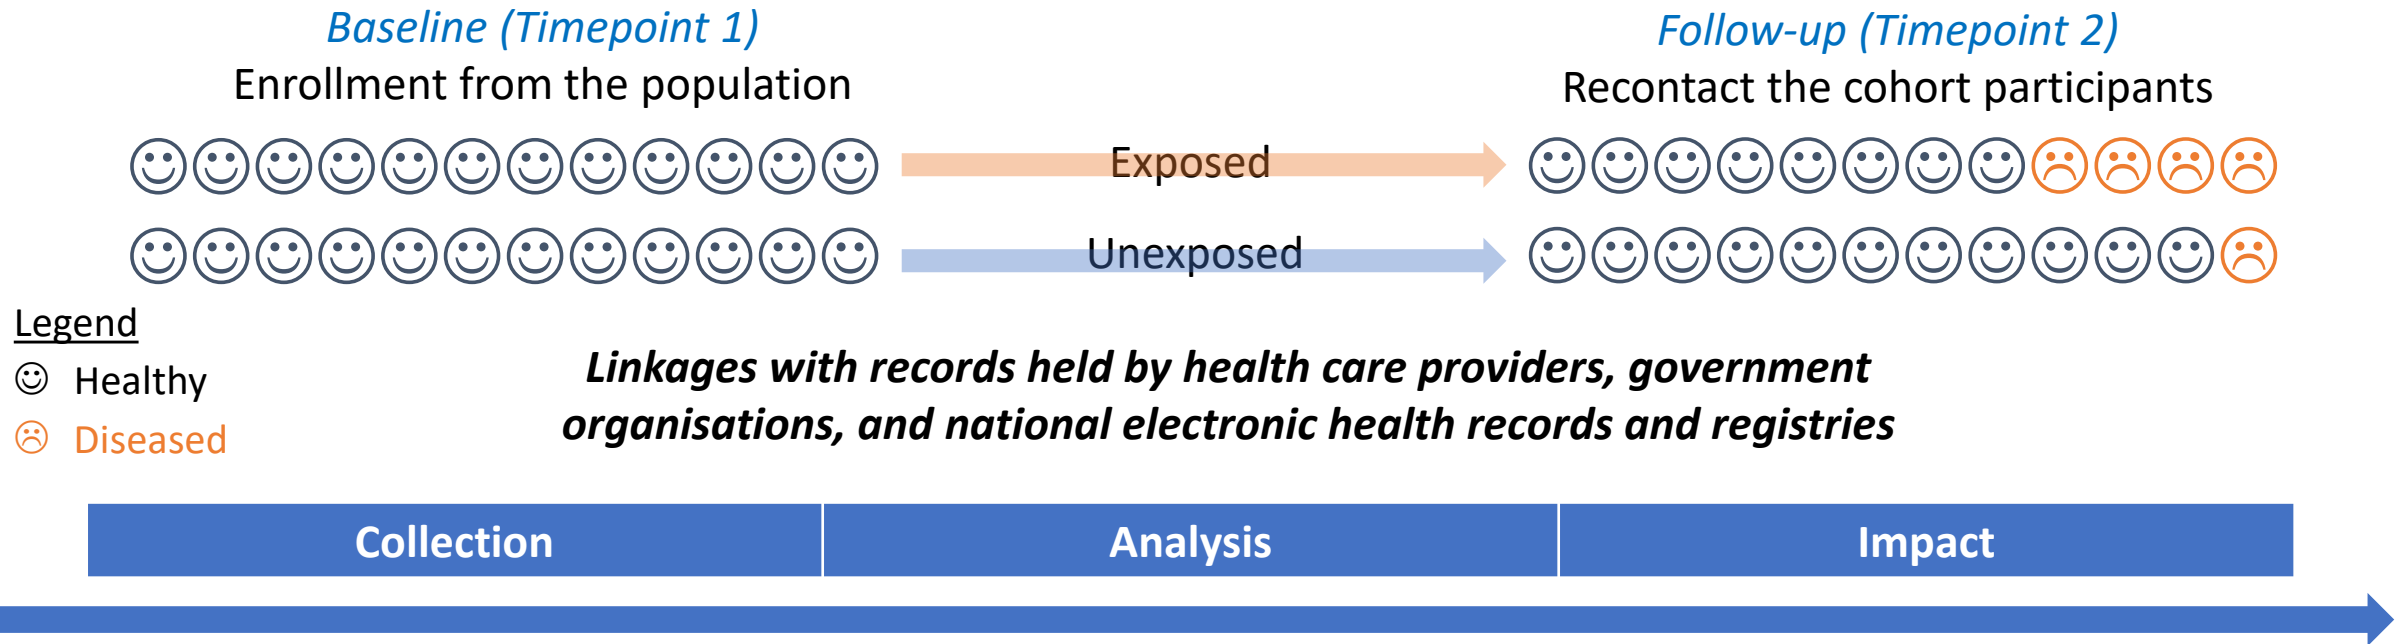 Baseline (Timepoint 1)
Enrollment from the population
Follow-up (Timepoint 2)
Recontact the cohort participants
Exposed
Unexposed
Legend
Healthy
Diseased
Linkages with records held by health care providers, government
organisations, and national electronic health records and registries
Collection
Analysis
Impact